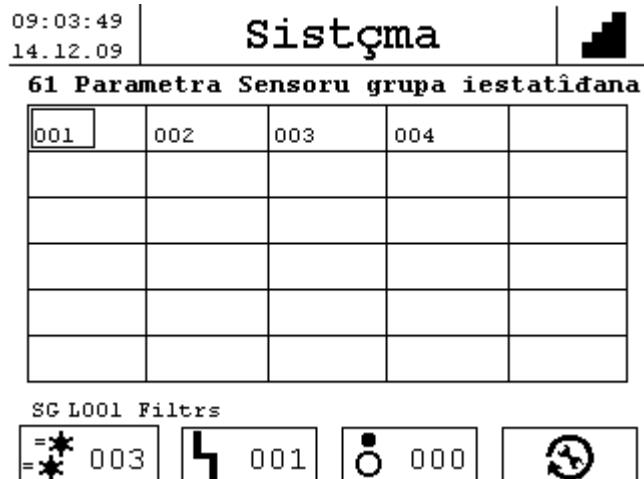 09:03:49
14.12.09
Sistçma
61 Parametra Sensoru grupa iestatîđana
001 002 003 004
SG L001 Filtrs
003 001 000